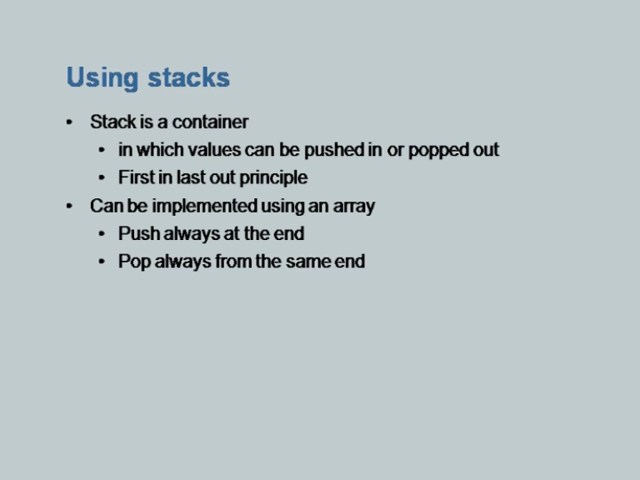 Using stacks
• Stack is a container
• in which values can be pushed in or popped out
• First in last out principle
• Can be implemented using an array
• Push always at the end
• Pop always from the same end